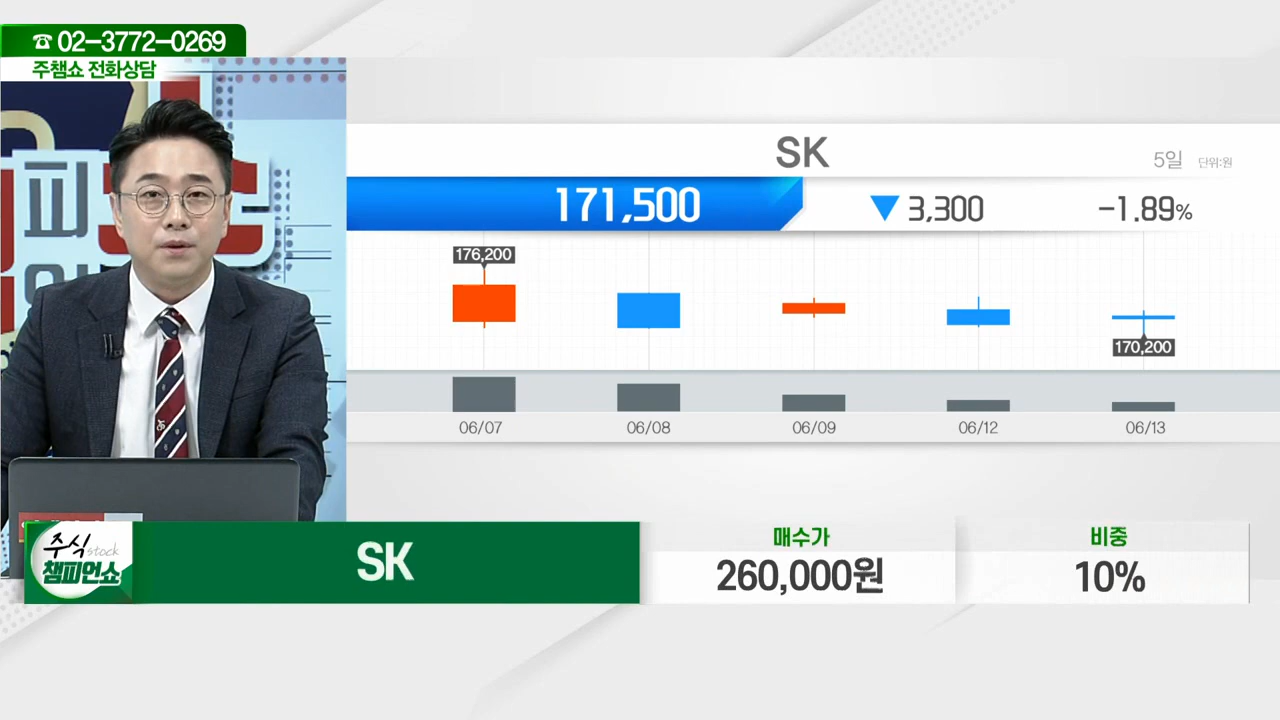 ☎ 02-3772-0269
주챔쇼 전화상담
피
SK
5일 단위:원
171,500 ▼ 3,300 -1.89%
176,200
170,200
06/07 06/08 06/09 06/12 06/13
주식 stock
챔피언쇼
SK
매수가
260,000원
비중
10%